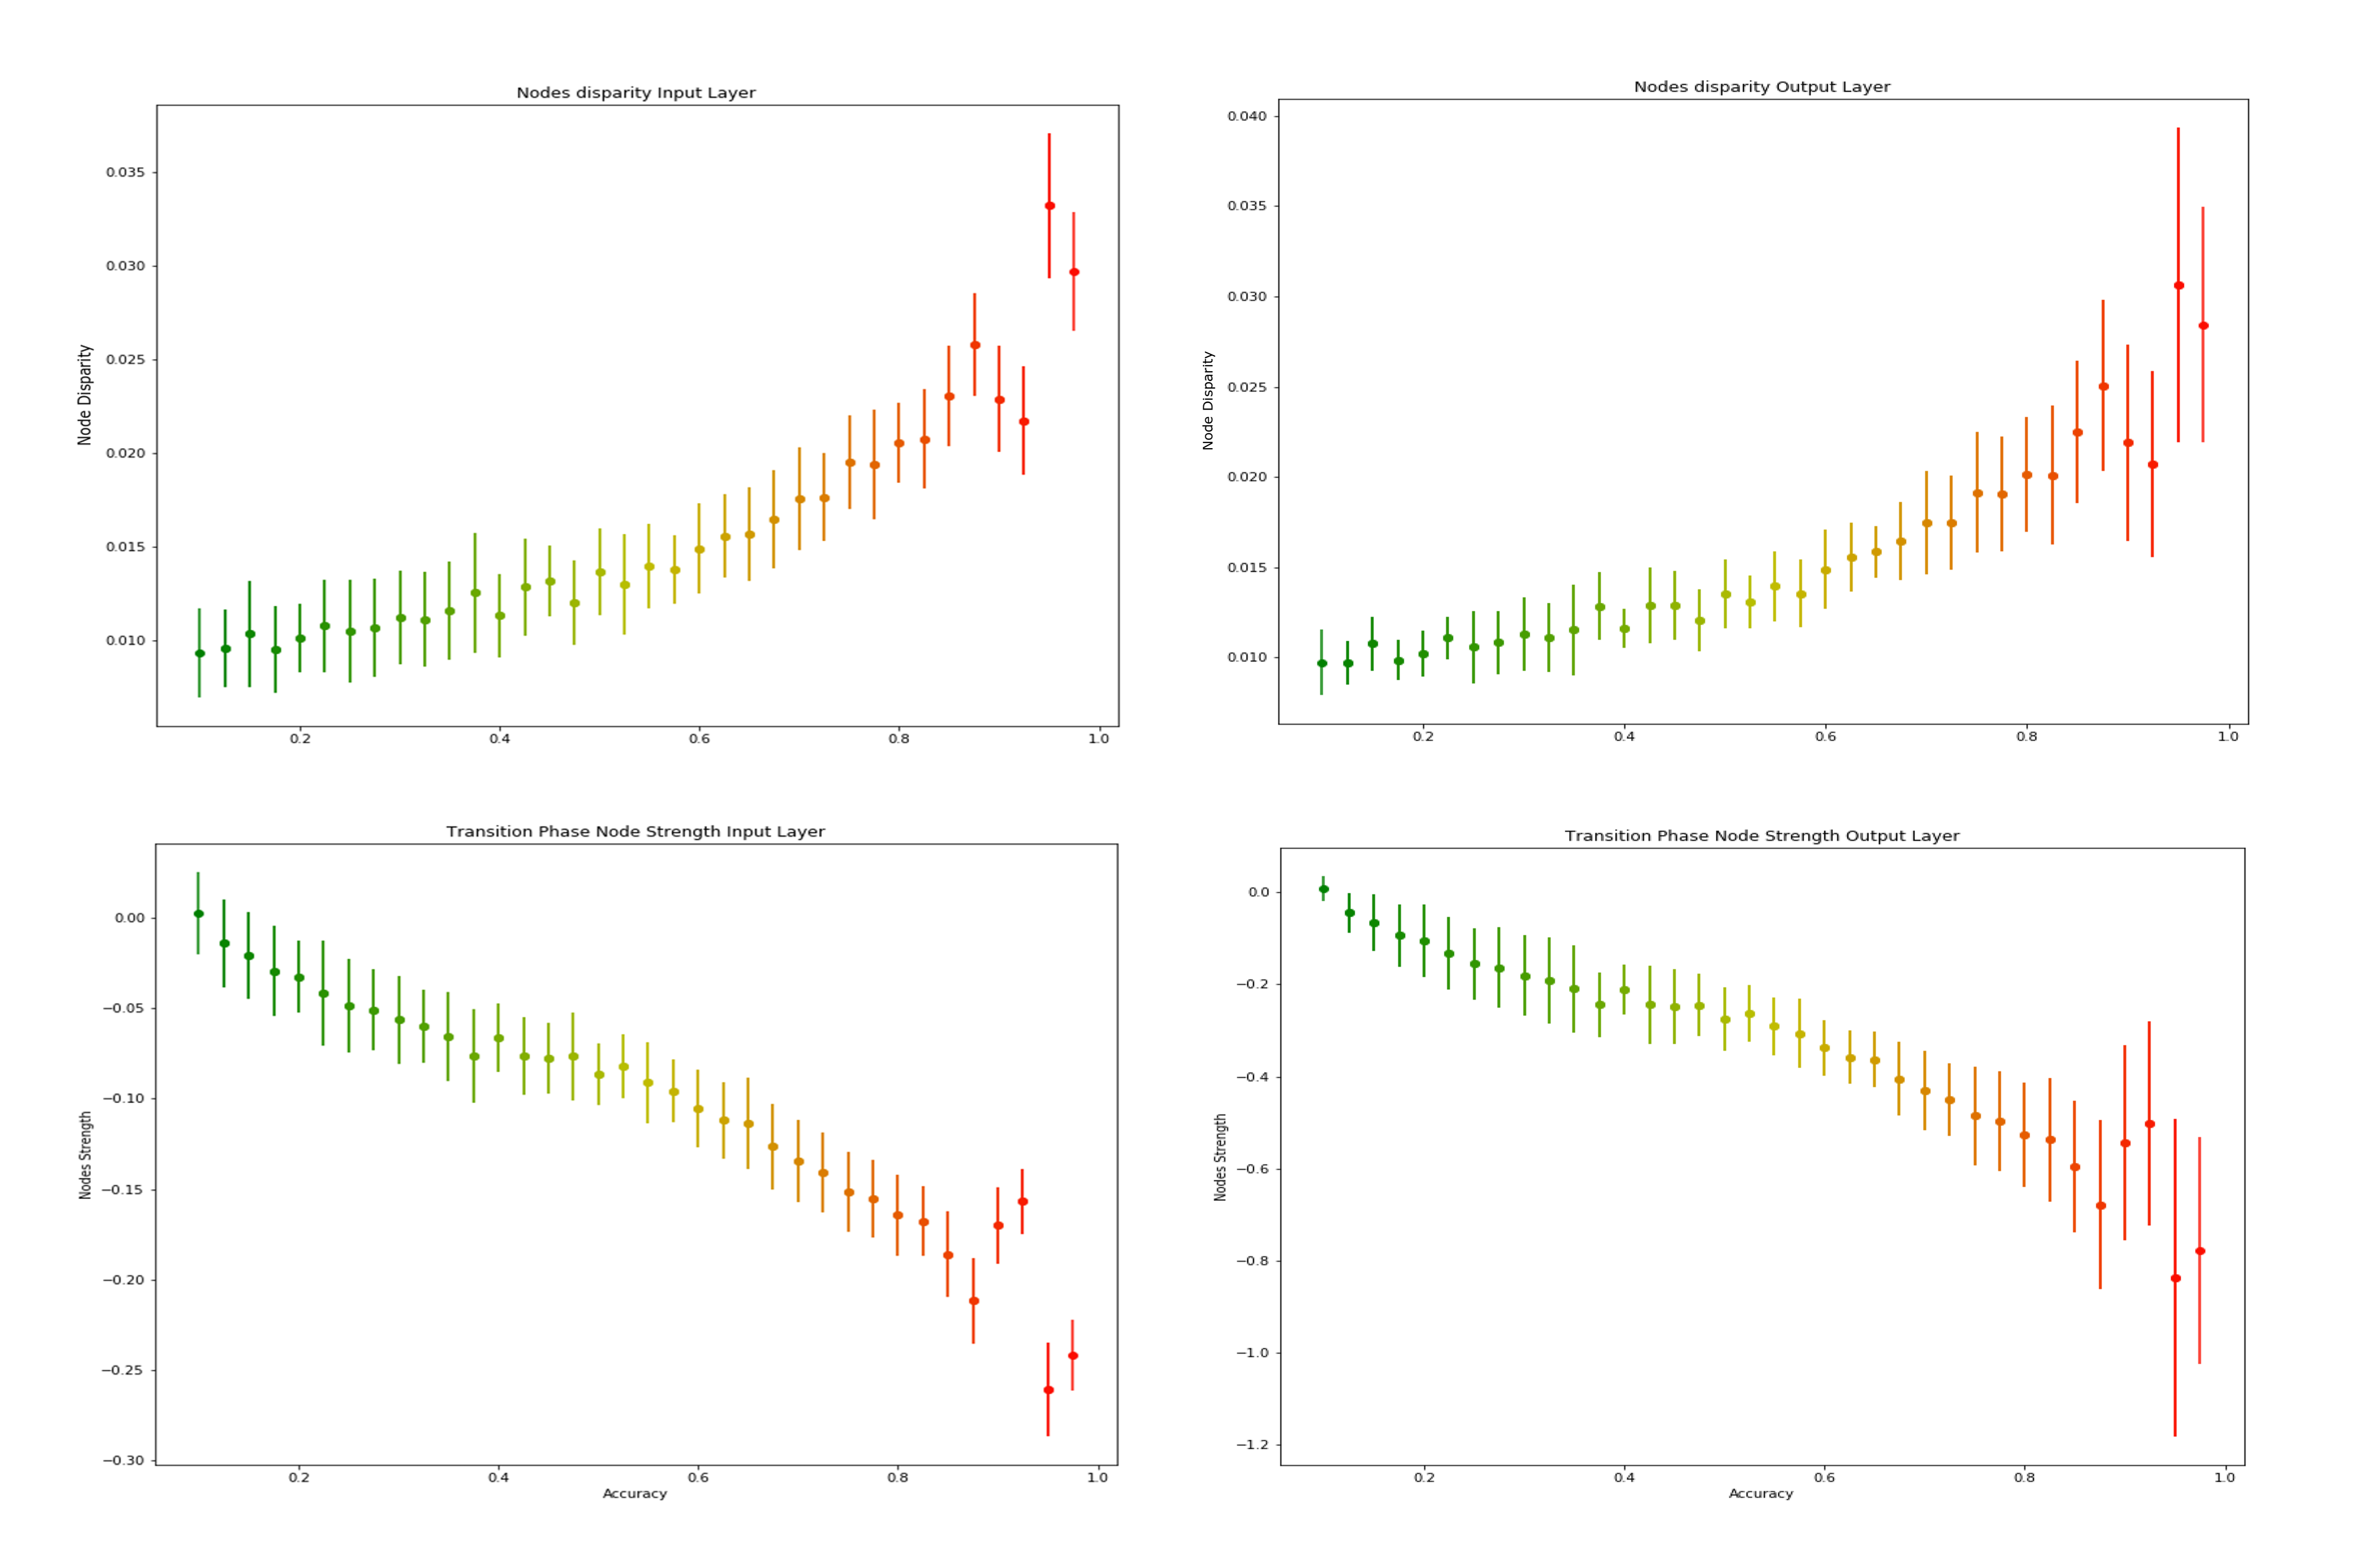 Nodes disparity Input Layer
0.035
0.030
0.025
0.020
0.015
0.010
Node Disparity
0.2 0.4 0.6 0.8 1.0
Nodes disparity Output Layer
0.040
0.035
0.030
0.025
0.020
0.015
0.010
Node Disparity
0.2 0.4 0.6 0.8 1.0
Transition Phase Node Strength Input Layer
0.00
−0.05
−0.10
−0.15
−0.20
−0.25
−0.30
Nodes Strength
0.2 0.4 0.6 0.8 1.0
Accuracy
Transition Phase Node Strength Output Layer
0.0
−0.2
−0.4
−0.6
−0.8
−1.0
−1.2
Nodes Strength
0.2 0.4 0.6 0.8 1.0
Accuracy